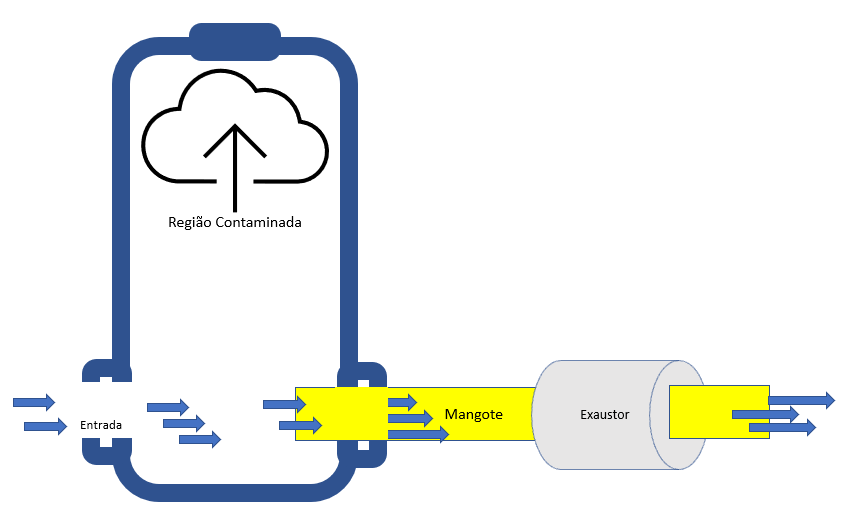 Região Contaminada
Entrada
Mangote
Exaustor